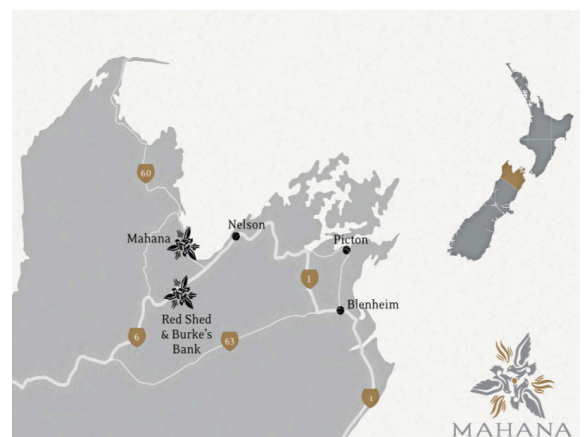 60
Nelson
Mahana
Picton
1
Blenheim
Red Shed
& Burke's
Bank
6
63
1
MAHANA